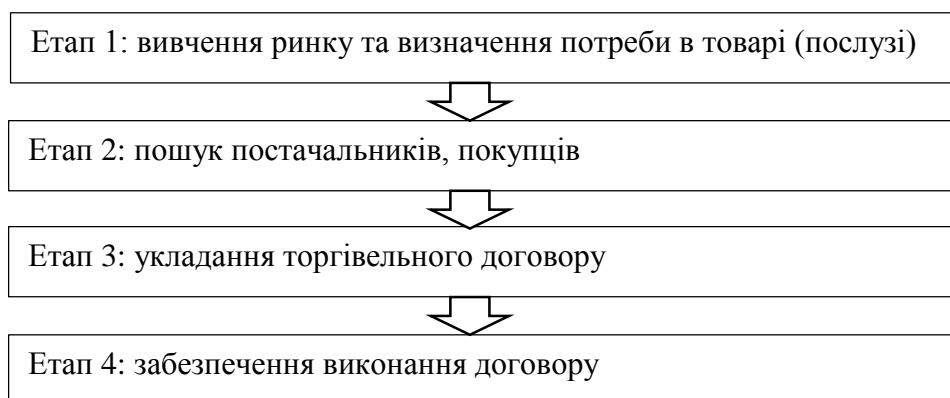 Етап 1: вивчення ринку та визначення потреби в товарі (послузі)
Етап 2: пошук постачальників, покупців
Етап 3: укладання торгівельного договору
Етап 4: забезпечення виконання договору